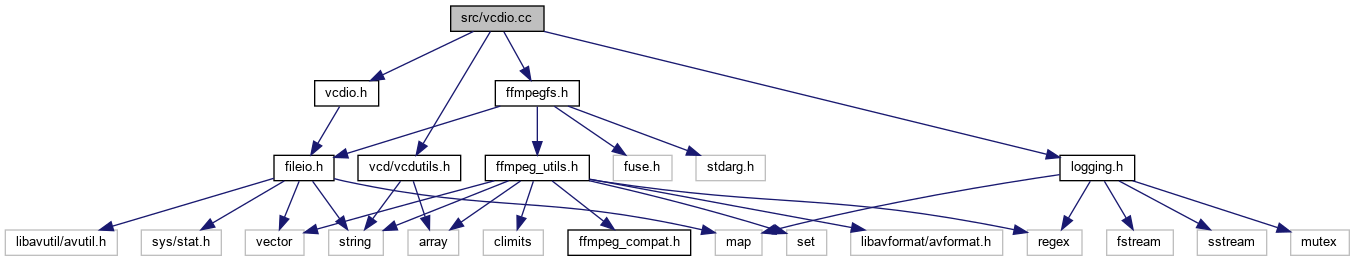 src/vcdio.cc
vcdio.h
ffmpegfs.h
fileio.h
vcd/vcdutils.h
ffmpeg_utils.h
fuse.h
stdarg.h
logging.h
libavutil/avutil.h
sys/stat.h
vector
string
array
climits
ffmpeg_compat.h
map
set
libavformat/avformat.h
regex
fstream
sstream
mutex